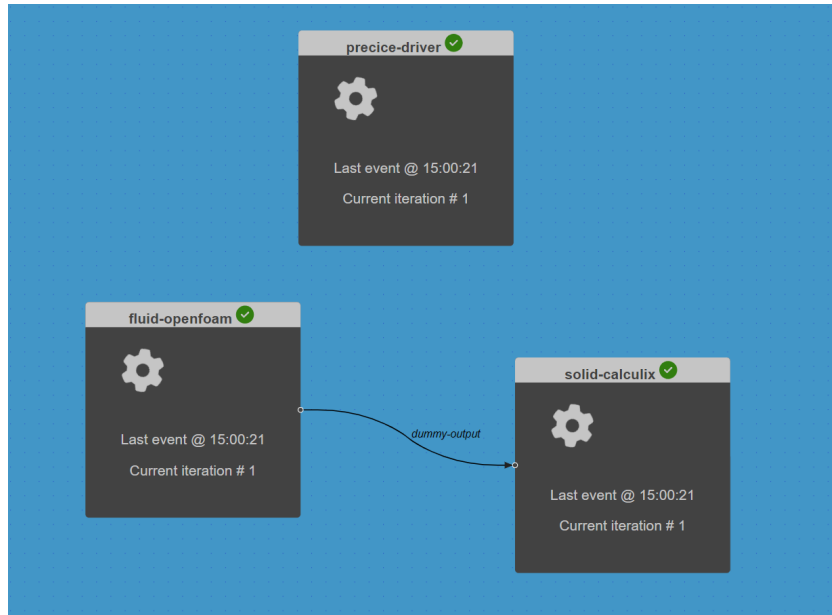 precice-driver
Last event @ 15:00:21
Current iteration # 1
fluid-openfoam
Last event @ 15:00:21
Current iteration # 1
dummy-output
solid-calculix
Last event @ 15:00:21
Current iteration # 1